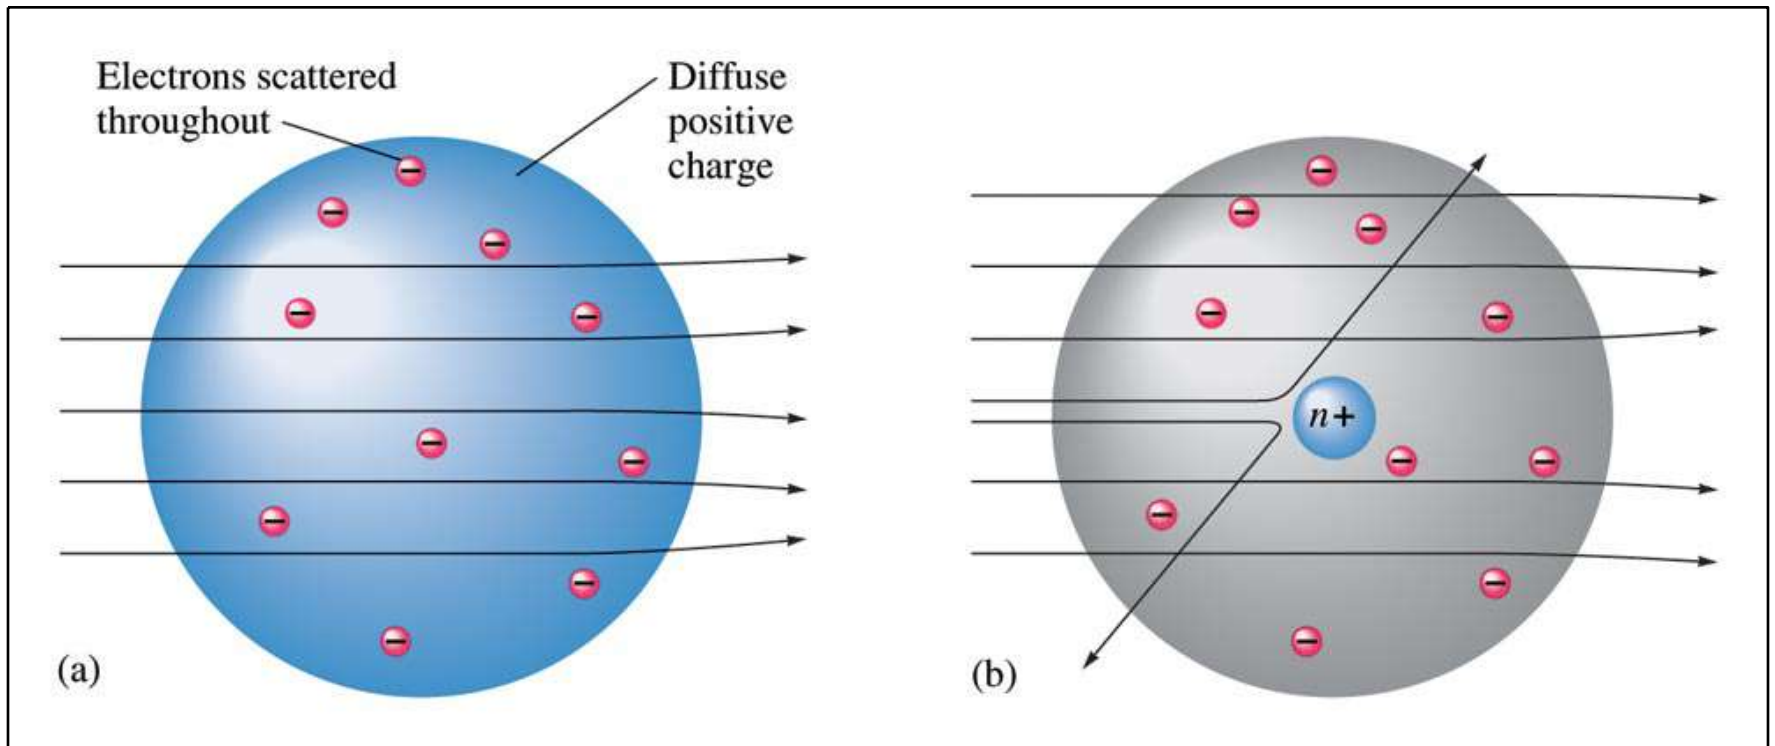 Electrons scattered
throughout
Diffuse
positive
charge
n+
(a)
(b)